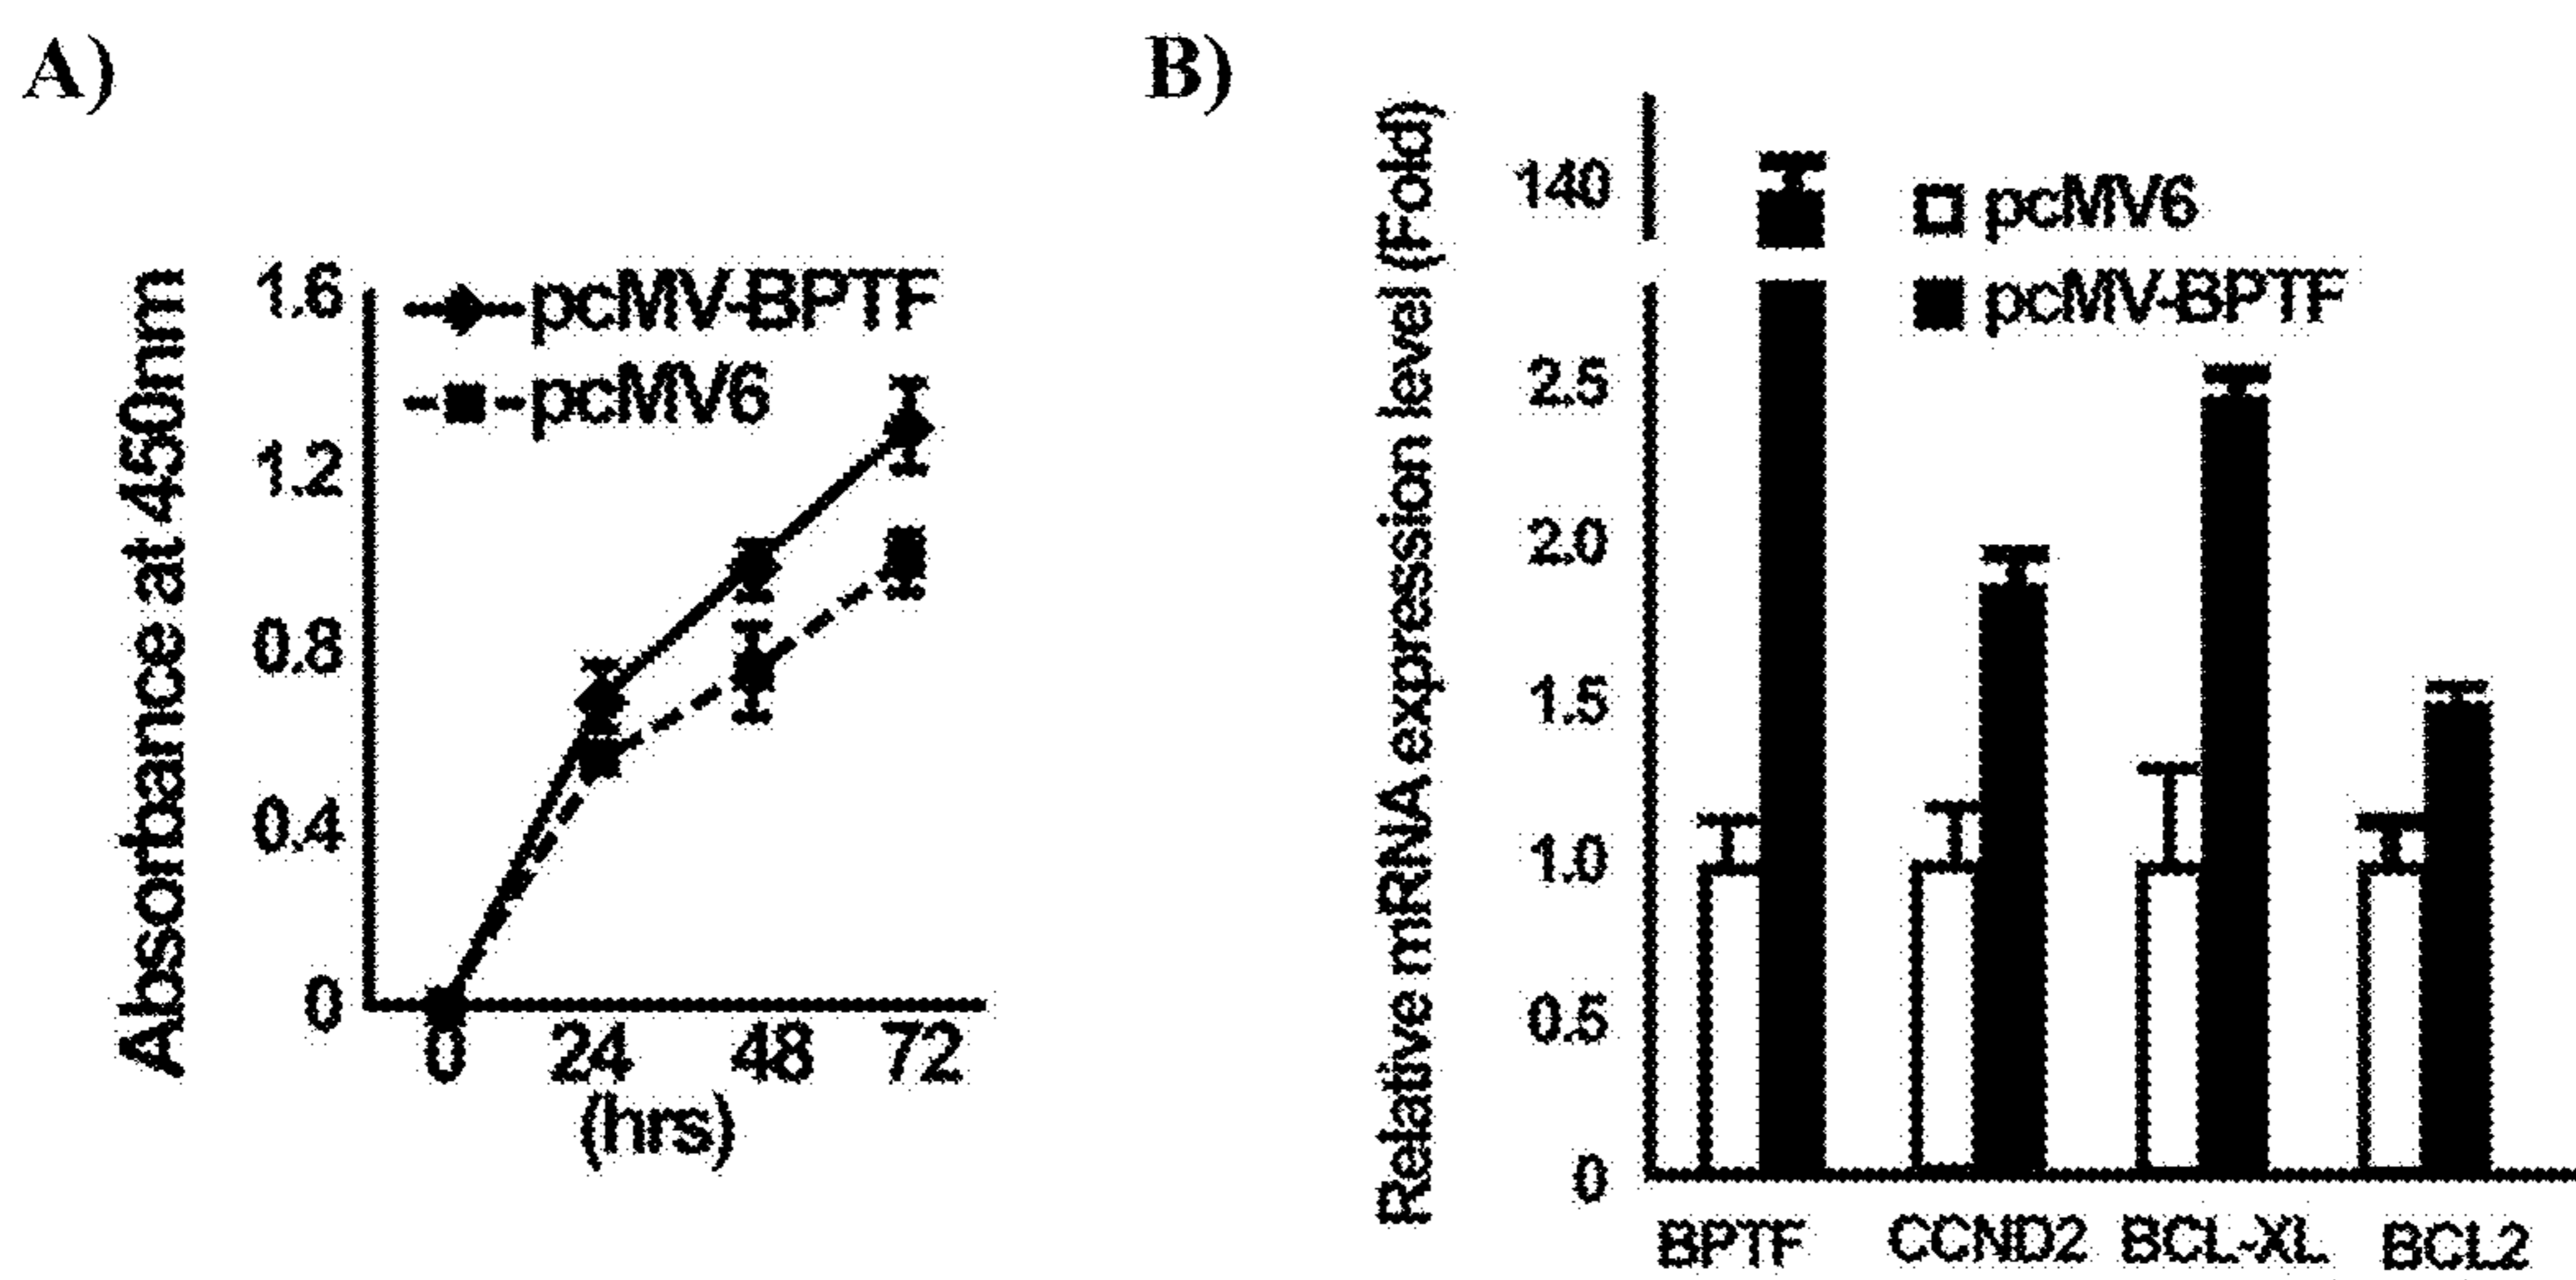 A)
Absorbance at 450nm
1.6
1.2
0.8
0.4
0
pcMV-BPTF
pcMV6
0 24 48 72
(hrs)
B)
Relative mRNA expression level (Fold)
140
2.5
2.0
1.5
1.0
0.5
0
pcMV6
pcMV-BPTF
BPTF CCND2 BCL-XL BCL2